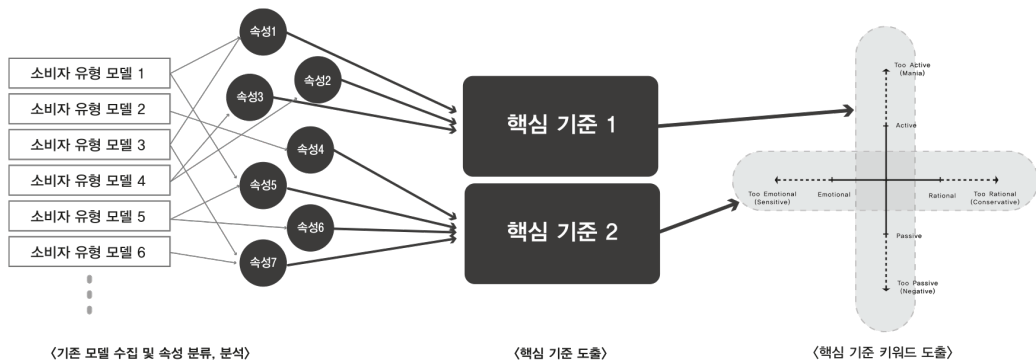 소비자 유형 모델 1
소비자 유형 모델 2
소비자 유형 모델 3
소비자 유형 모델 4
소비자 유형 모델 5
소비자 유형 모델 6
속성1
속성2
속성3
속성4
속성5
속성6
속성7
핵심 기준 1
핵심 기준 2
Too Active
(Mania)
Active
Too Emotional
(Sensitive)
Emotional
Rational
Too Rational
(Conservative)
Passive
Too Passive
(Negative)
〈기존 모델 수집 및 속성 분류, 분석〉
〈핵심 기준 도출〉
〈핵심 기준 키워드 도출〉